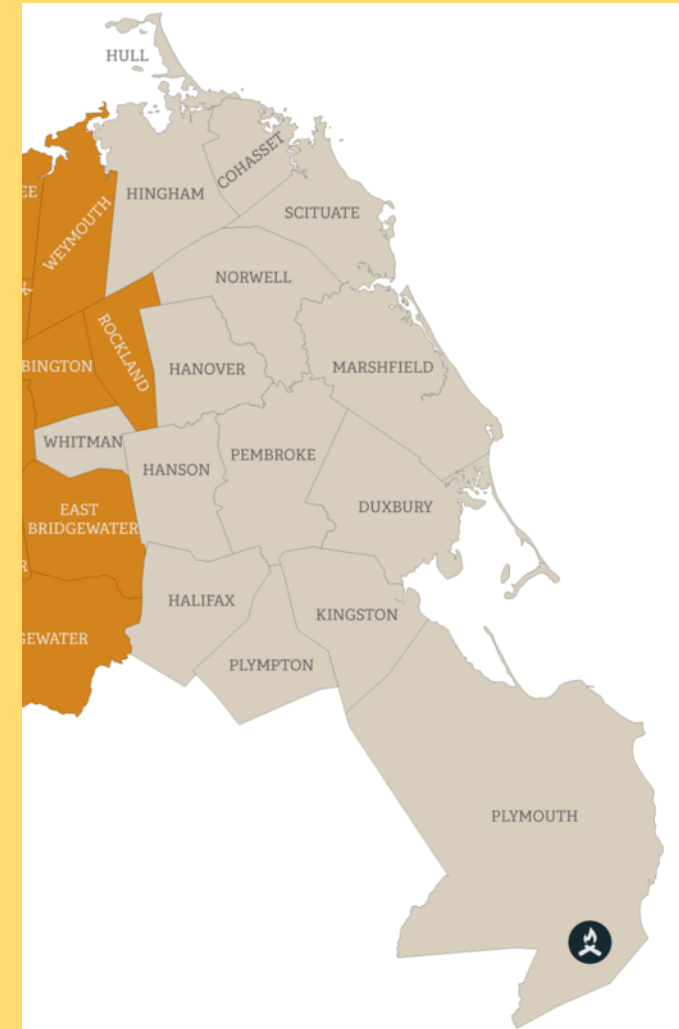 HULL
COHASSET
HINGHAM
EE
SCITUATE
WEYMOUTH
NORWELL
K
ROCKLAND
BINGTON
HANOVER
MARSHFIELD
WHITMAN
HANSON
PEMBROKE
EAST
BRIDGEWATER
DUXBURY
R
HALIFAX
KINGSTON
GEWATER
PLYMPTON
PLYMOUTH